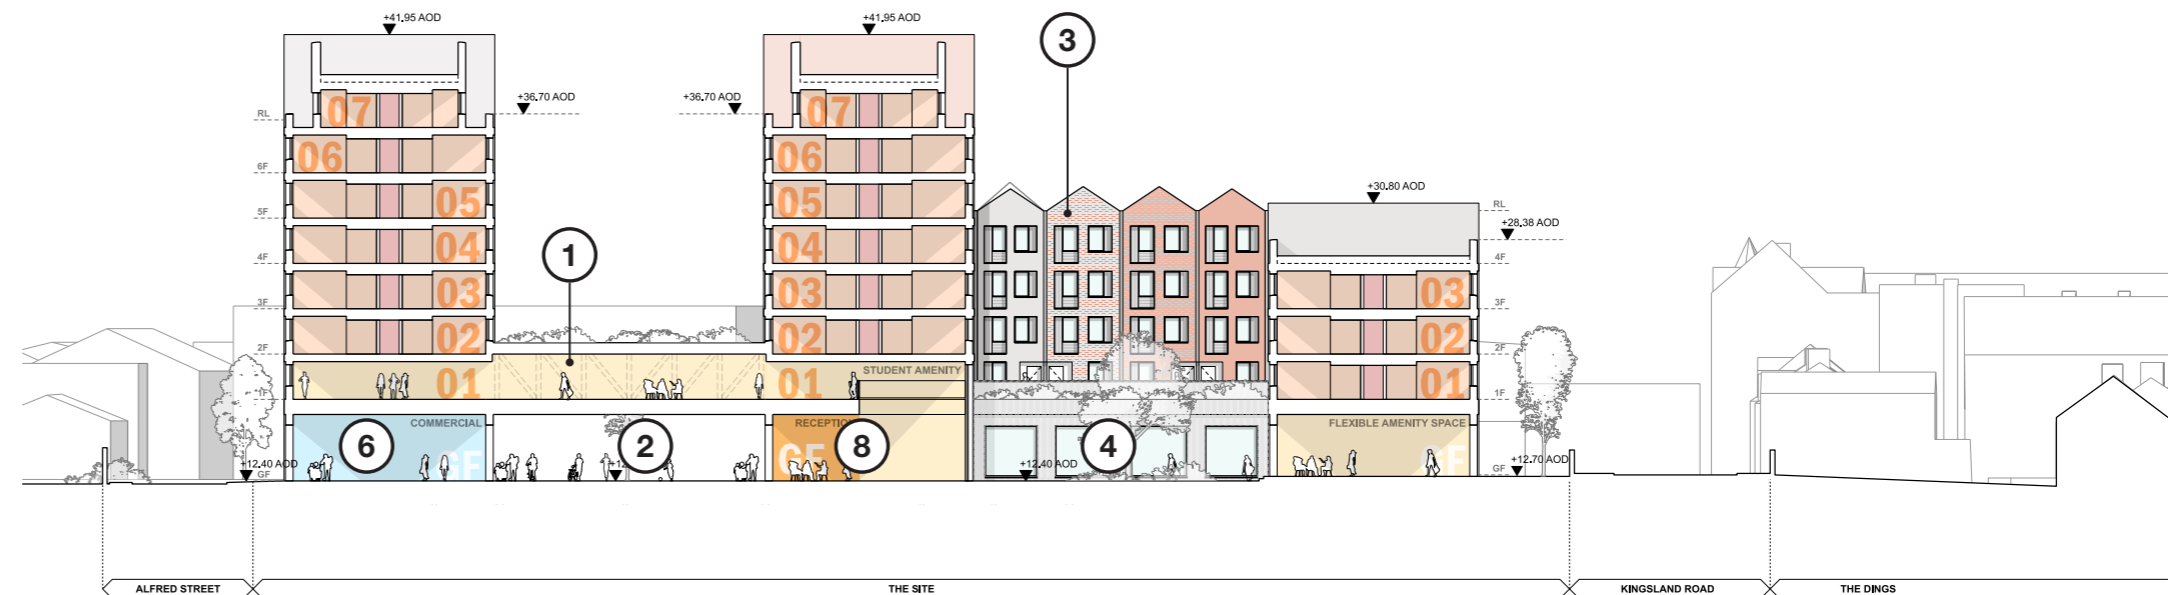 +41.95 AOD
+41.95 AOD
3
+36.70 AOD
+36.70 AOD
07
07
RL
06
06
6F
+30.80 AOD
05
05
5F
RL
+28.38 AOD
04
04
4F
1
4F
03
03
03
3F
3F
02
02
02
2F
2F
01
01
STUDENT AMENITY
01
1F
1F
COMMERCIAL
RECEPTION
FLEXIBLE AMENITY SPACE
6
2
8
4
GF
GF
GF
+12.40 AOD
+12.40 AOD
+12.70 AOD
GF
GF
ALFRED STREET
THE SITE
KINGSLAND ROAD
THE DINGS